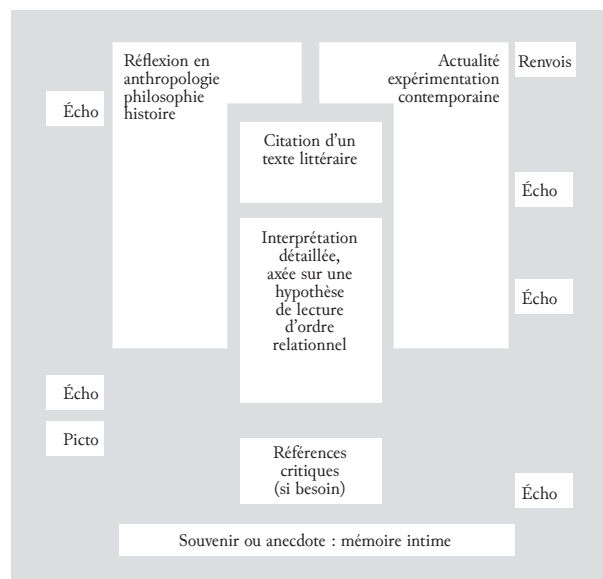 Réflexion en
anthropologie
philosophie
histoire
Actualité
expérimentation
contemporaine
Renvois
Écho
Citation d'un
texte littéraire
Écho
Interprétation
détaillée,
axée sur une
hypothèse
de lecture
d'ordre
relationnel
Écho
Écho
Picto
Références
critiques
(si besoin)
Écho
Souvenir ou anecdote : mémoire intime